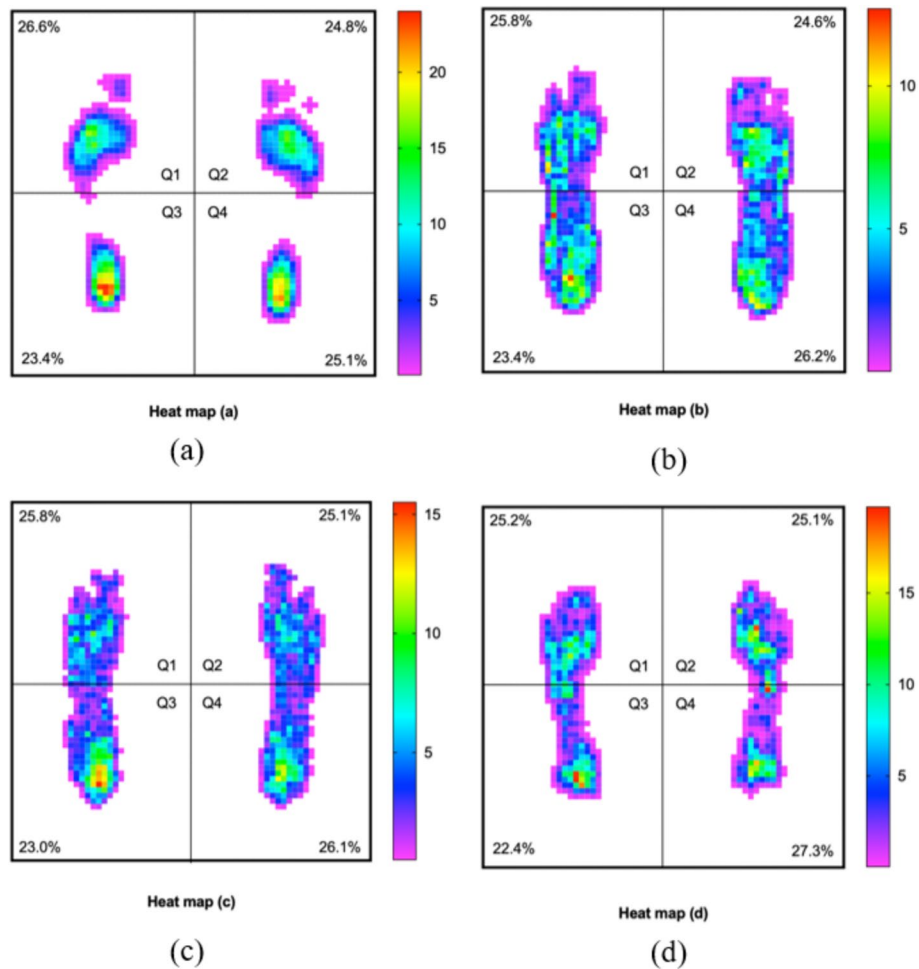 26.6% 24.8%
Q1 Q2
Q3 Q4
23.4% 25.1%
20
15
10
5
Heat map (a)
(a)
25.8% 24.6%
Q1 Q2
Q3 Q4
23.4% 26.2%
10
5
Heat map (b)
(b)
25.8% 25.1%
Q1 Q2
Q3 Q4
23.0% 26.1%
15
10
5
Heat map (c)
(c)
25.2% 25.1%
Q1 Q2
Q3 Q4
22.4% 27.3%
15
10
5
Heat map (d)
(d)